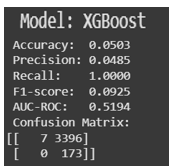 Model: XGBoost
Accuracy: 0.0503
Precision: 0.0485
Recall: 1.0000
F1-score: 0.0925
AUC-ROC: 0.5194
Confusion Matrix:
[[ 7 3396]
[ 0 173]]